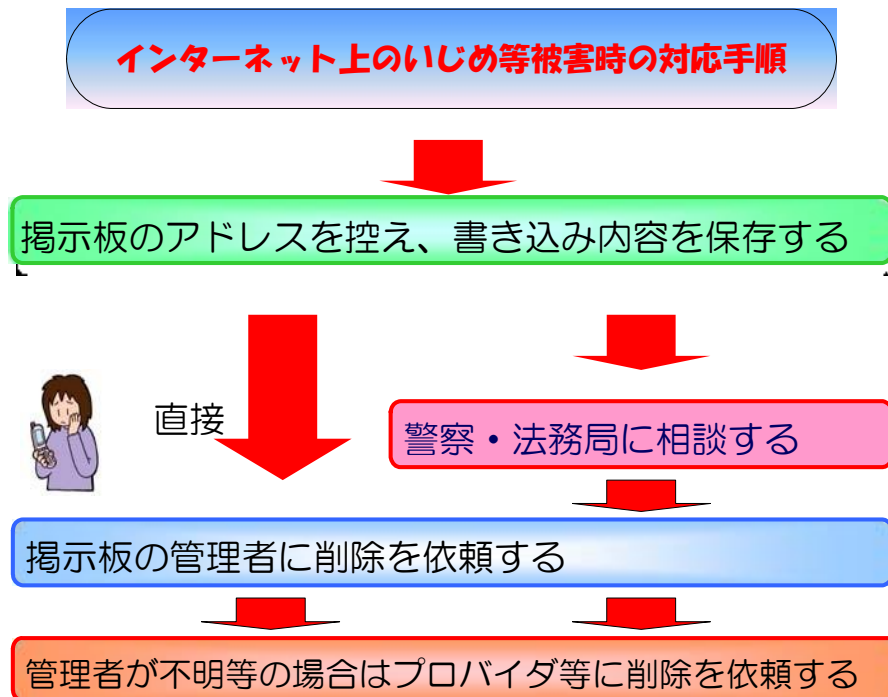 インターネット上のいじめ等被害時の対応手順
掲示板のアドレスを控え、書き込み内容を保存する
直接
警察・法務局に相談する
掲示板の管理者に削除を依頼する
管理者が不明等の場合はプロバイダ等に削除を依頼する